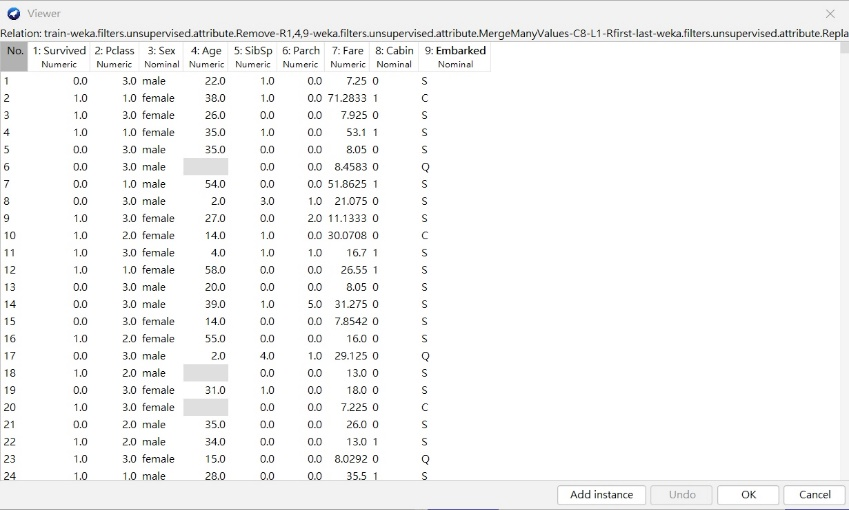 Viewer
Relation: train-weka.filters.unsupervised.attribute.Remove-R1,4,9-weka.filters.unsupervised.attribute.MergeManyValues-C8-L1-Rfirst-last-weka.filters.unsupervised.attribute.Repla
No. 1: Survived 2: Pclass 3: Sex 4: Age 5: SibSp 6: Parch 7: Fare 8: Cabin 9: Embarked
Numeric Numeric Nominal Numeric Numeric Numeric Numeric Nominal Nominal
1 0.0 3.0 male 22.0 1.0 0.0 7.25 0 S
2 1.0 1.0 female 38.0 1.0 0.0 71.2833 1 C
3 1.0 3.0 female 26.0 0.0 0.0 7.925 0 S
4 1.0 1.0 female 35.0 1.0 0.0 53.1 1 S
5 0.0 3.0 male 35.0 0.0 0.0 8.05 0 S
6 0.0 3.0 male 0.0 0.0 8.4583 0 Q
7 0.0 1.0 male 54.0 0.0 0.0 51.8625 1 S
8 0.0 3.0 male 2.0 3.0 1.0 21.075 0 S
9 1.0 3.0 female 27.0 0.0 2.0 11.1333 0 S
10 1.0 2.0 female 14.0 1.0 0.0 30.0708 0 C
11 1.0 3.0 female 4.0 1.0 1.0 16.7 1 S
12 1.0 1.0 female 58.0 0.0 0.0 26.55 1 S
13 0.0 3.0 male 20.0 0.0 0.0 8.05 0 S
14 0.0 3.0 male 39.0 1.0 5.0 31.275 0 S
15 0.0 3.0 female 14.0 0.0 0.0 7.8542 0 S
16 1.0 2.0 female 55.0 0.0 0.0 16.0 0 S
17 0.0 3.0 male 2.0 4.0 1.0 29.125 0 Q
18 1.0 2.0 male 0.0 0.0 13.0 0 S
19 0.0 3.0 female 31.0 1.0 0.0 18.0 0 S
20 1.0 3.0 female 0.0 0.0 7.225 0 C
21 0.0 2.0 male 35.0 0.0 0.0 26.0 0 S
22 1.0 2.0 male 34.0 0.0 0.0 13.0 1 S
23 1.0 3.0 female 15.0 0.0 0.0 8.0292 0 Q
24 1.0 1.0 male 28.0 0.0 0.0 35.5 1 S
Add instance Undo OK Cancel